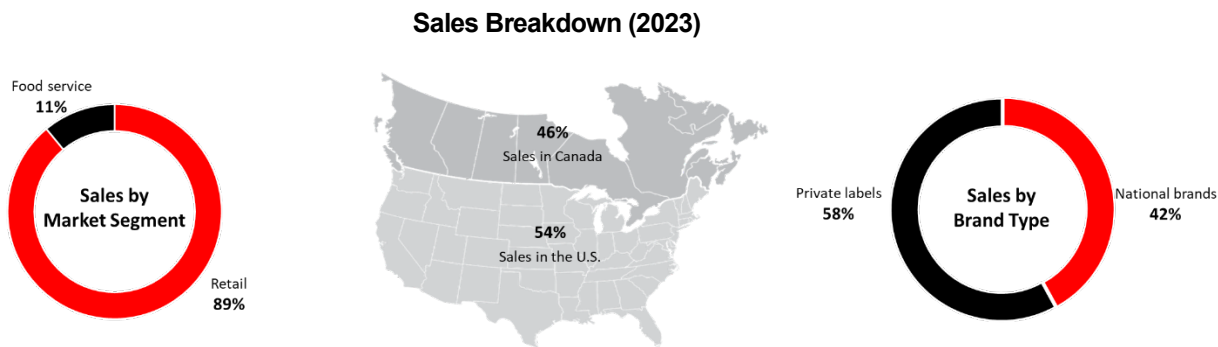 Sales Breakdown (2023)
Food service
11%
Sales by
Market Segment
Retail
89%
46%
Sales in Canada
54%
Sales in the U.S.
Private labels
58%
Sales by
Brand Type
National brands
42%